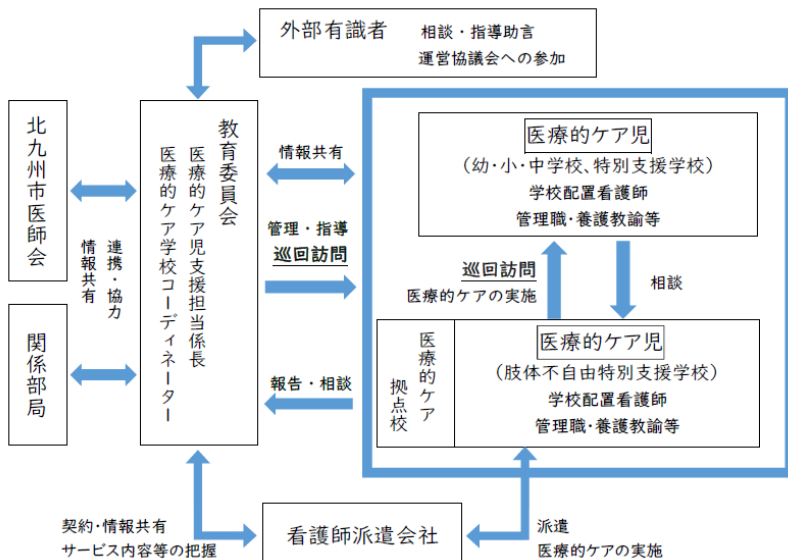 外部有識者
相談・指導助言
運営協議会への参加
北九州市医師会
関係部局
連携・協力
情報共有
教育委員会
医療的ケア児支援担当係長
医療的ケア学校コーディネーター
情報共有
管理・指導
巡回訪問
報告・相談
医療的ケア児
(幼・小・中学校、特別支援学校)
学校配置看護師
管理職・養護教諭等
巡回訪問
医療的ケアの実施
相談
医療的ケア
拠点校
医療的ケア児
(肢体不自由特別支援学校)
学校配置看護師
管理職・養護教諭等
契約・情報共有
サービス内容等の把握
看護師派遣会社
派遣
医療的ケアの実施